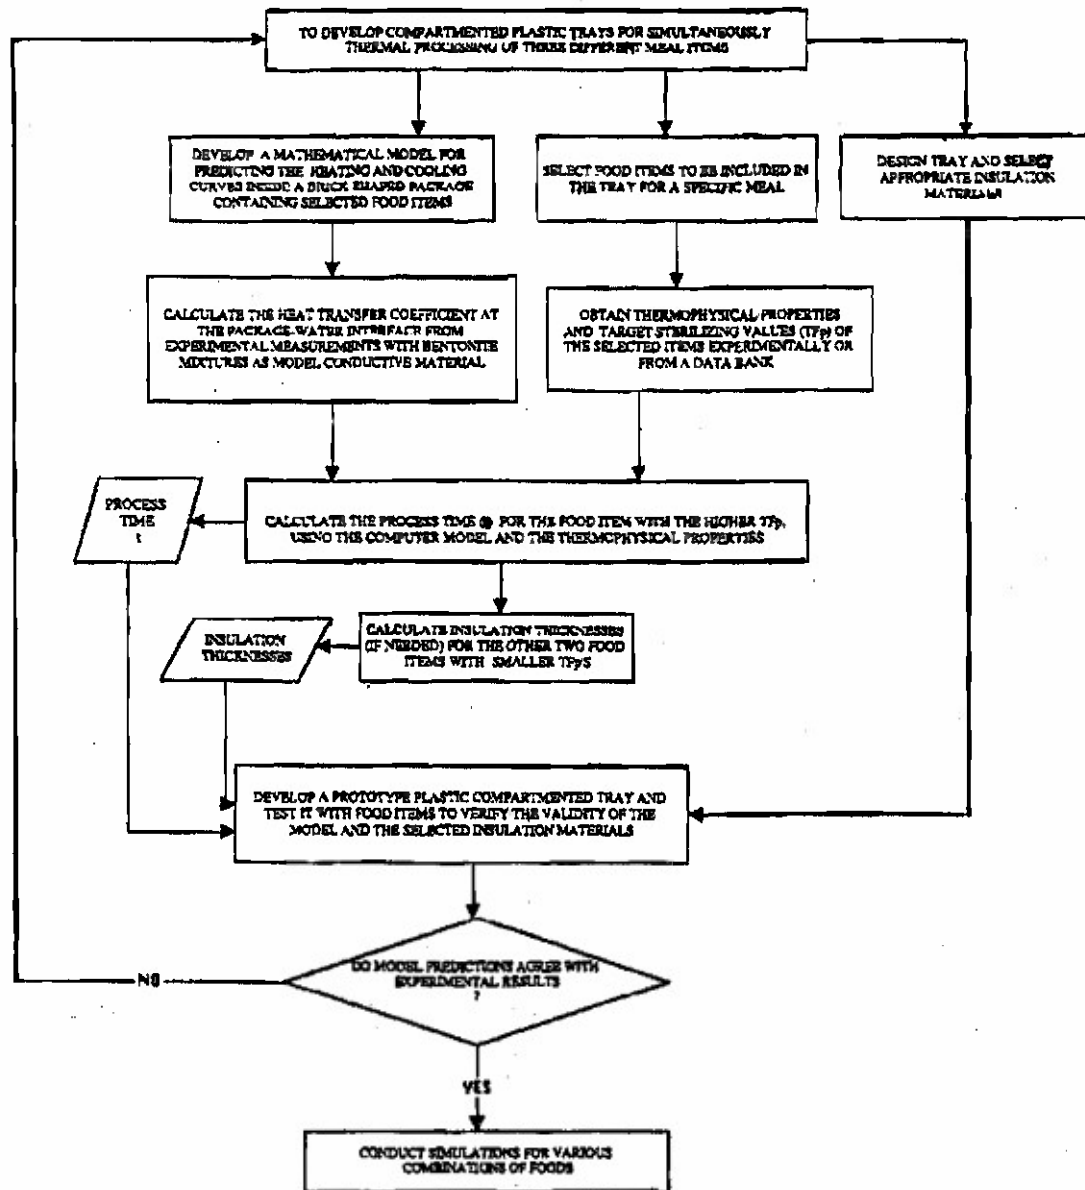 TO DEVELOP COMPARTMENTED PLASTIC TRAYS FOR SIMULTANEOUSLY
THERMAL PROCESSING OF THREE DIFFERENT MEAL ITEMS
DEVELOP A MATHEMATICAL MODEL FOR
PREDICTING THE HEATING AND COOLING
CURVES INSIDE A BRICK SHAPED PACKAGE
CONTAINING SELECTED FOOD ITEMS
SELECT FOOD ITEMS TO BE INCLUDED IN
THE TRAY FOR A SPECIFIC MEAL
DESIGN TRAY AND SELECT
APPROPRIATE INSULATION
MATERIALS
CALCULATE THE HEAT TRANSFER COEFFICIENT AT
THE PACKAGE-WATER INTERFACE FROM
EXPERIMENTAL MEASUREMENTS WITH BENTONITE
MIXTURES AS MODEL CONDUCTIVE MATERIAL
OBTAIN THERMOPHYSICAL PROPERTIES
AND TARGET STERILIZING VALUES (TFp) OF
THE SELECTED ITEMS EXPERIMENTALLY OR
FROM A DATA BANK
PROCESS
TIME
t
CALCULATE THE PROCESS TIME (t) FOR THE FOOD ITEM WITH THE HIGHER TFp,
USING THE COMPUTER MODEL AND THE THERMOPHYSICAL PROPERTIES
INSULATION
THICKNESSES
CALCULATE INSULATION THICKNESSES
(IF NEEDED) FOR THE OTHER TWO FOOD
ITEMS WITH SMALLER TFp'S
DEVELOP A PROTOTYPE PLASTIC COMPARTMENTED TRAY AND
TEST IT WITH FOOD ITEMS TO VERIFY THE VALIDITY OF THE
MODEL AND THE SELECTED INSULATION MATERIALS
DO MODEL PREDICTIONS AGREE WITH
EXPERIMENTAL RESULTS
?
NO
YES
CONDUCT SIMULATIONS FOR VARIOUS
COMBINATIONS OF FOODS